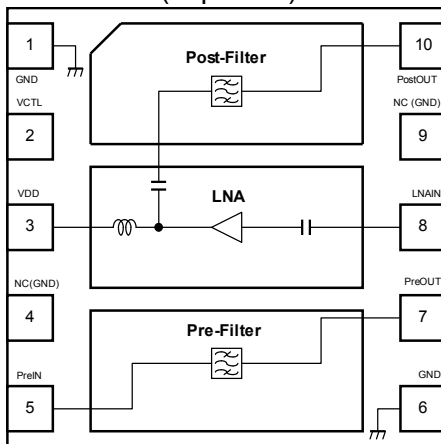 1
GND
VCTL
2
VDD
3
NC(GND)
4
PreIN
5
Post-Filter
LNA
Pre-Filter
10
PostOUT
NC (GND)
9
LNAIN
8
PreOUT
7
GND
6